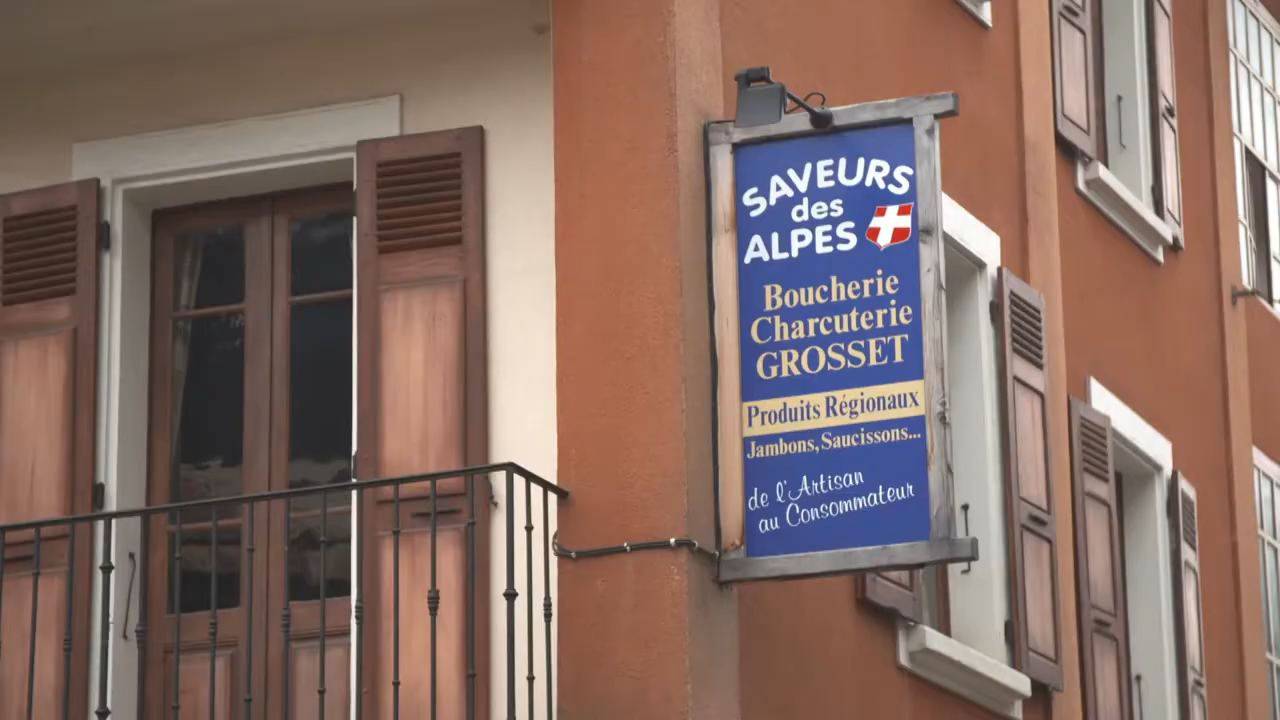 SAVEURS
des
ALPES
Boucherie
Charcuterie
GROSSET
Produits Régionaux
Jambons, Saucissons...
de l'Artisan
au Consommateur